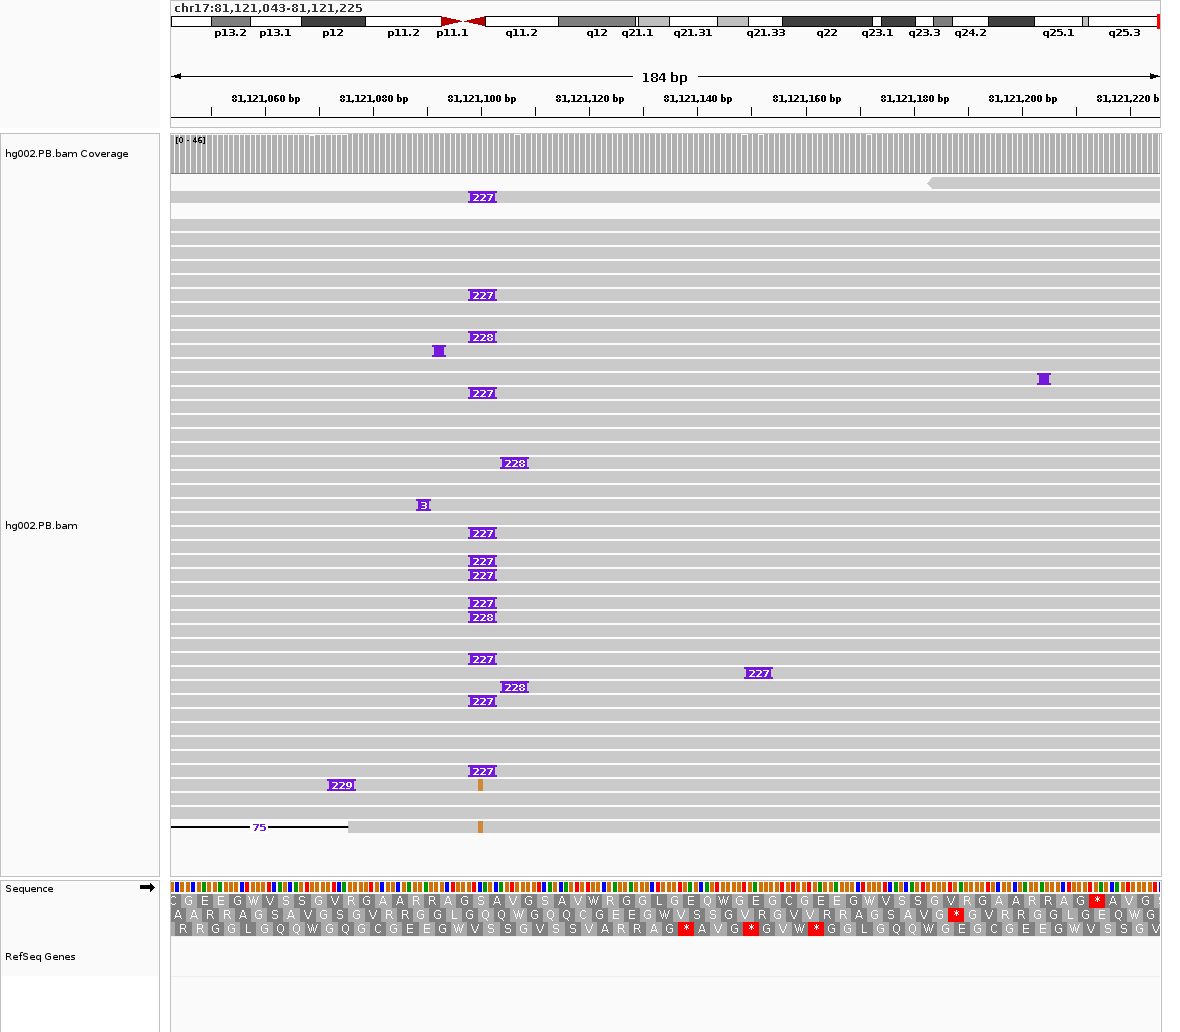 chr17:81,121,043-81,121,225
p13.2 p13.1 p12 p11.2 p11.1 q11.2 q12 q21.1 q21.31 q21.33 q22 q23.1 q23.3 q24.2 q25.1 q25.3
184 bp
81,121,060 bp 81,121,080 bp 81,121,100 bp 81,121,120 bp 81,121,140 bp 81,121,160 bp 81,121,180 bp 81,121,200 bp 81,121,220 b
[0 - 46]
hg002.PB.bam Coverage
227
227
228
227
228
3
hg002.PB.bam
227
227
227
227
228
227
227
228
227
227
229
75
Sequence
C G E E G W V S S G V R G A A R R A G S A V G S A V W R G G L G E Q W G E G C G E E G W V S S G V R G A A R R A G * A V G S
A A R R A G S A V G S G V R R G G L G Q Q W G Q Q C G E E G W V S S G V R G V V R R A G S A V G * G V R R G G L G E Q W G
R R G G L G Q Q W G Q G C G E E G W V S S G V S S V A R R A G * A V G * G V W * G G L G Q Q W G E G C G E E G W V S S G V
RefSeq Genes